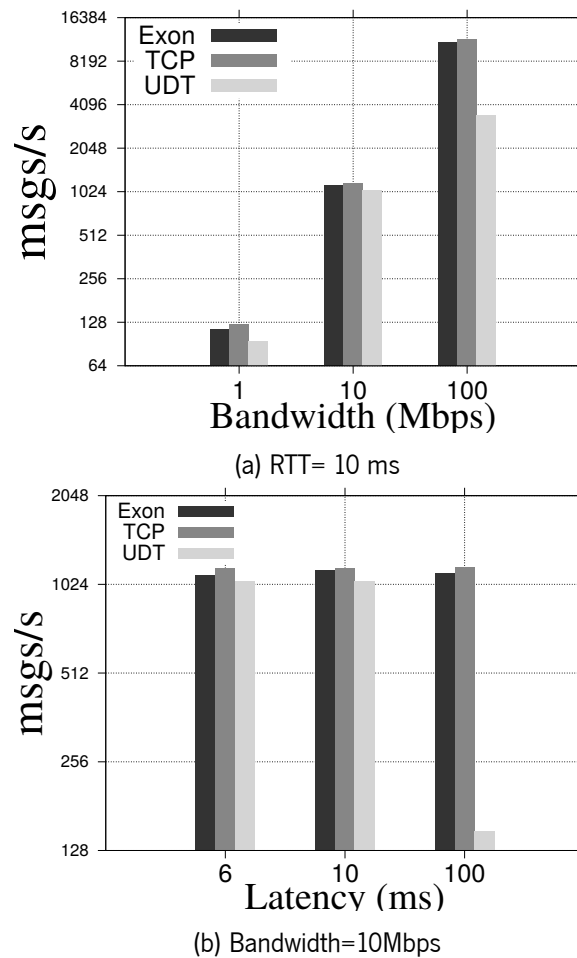 16384
8192
4096
2048
1024
512
256
128
64
msgs/s
Exon
TCP
UDT
1 10 100
Bandwidth (Mbps)
(a) RTT= 10 ms
2048
1024
512
256
128
msgs/s
Exon
TCP
UDT
6 10 100
Latency (ms)
(b) Bandwidth=10Mbps